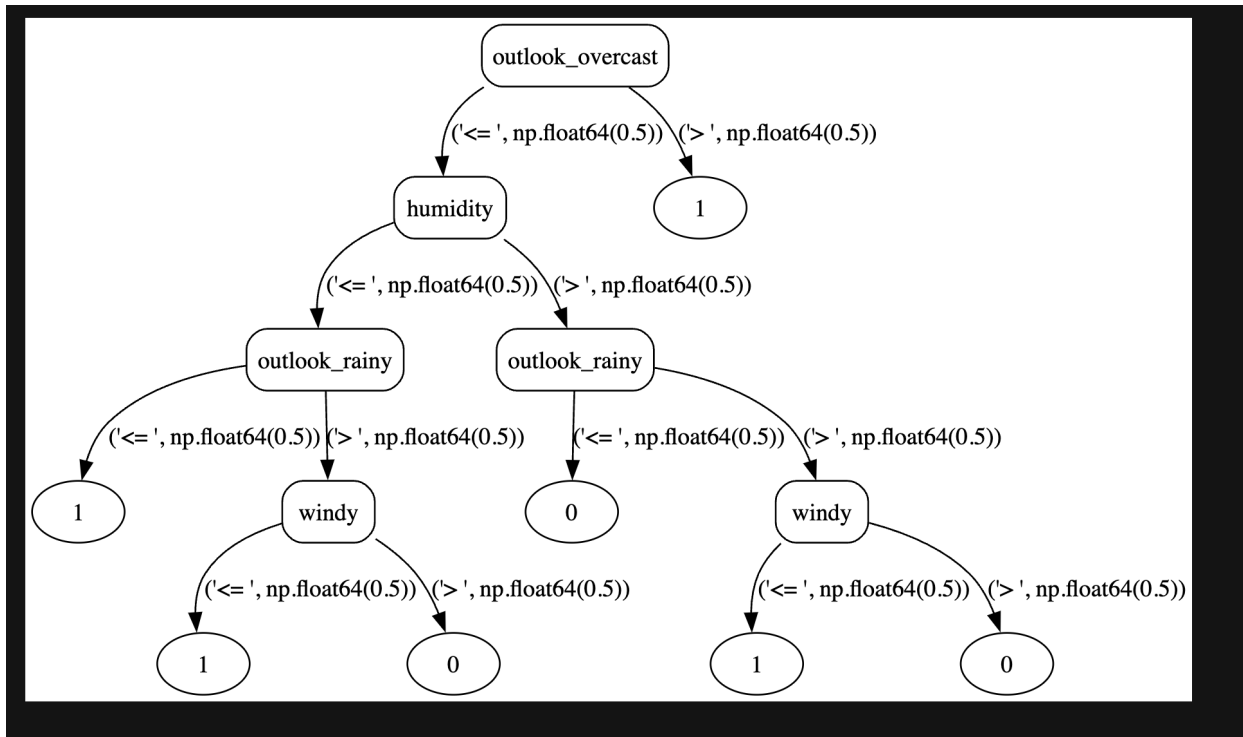 outlook_overcast
('<= ', np.float64(0.5)) ('> ', np.float64(0.5))
humidity 1
('<= ', np.float64(0.5)) ('> ', np.float64(0.5))
outlook_rainy outlook_rainy
('<= ', np.float64(0.5)) ('> ', np.float64(0.5)) ('<= ', np.float64(0.5)) ('> ', np.float64(0.5))
1 windy 0 windy
('<= ', np.float64(0.5)) ('> ', np.float64(0.5)) ('<= ', np.float64(0.5)) ('> ', np.float64(0.5))
1 0 1 0